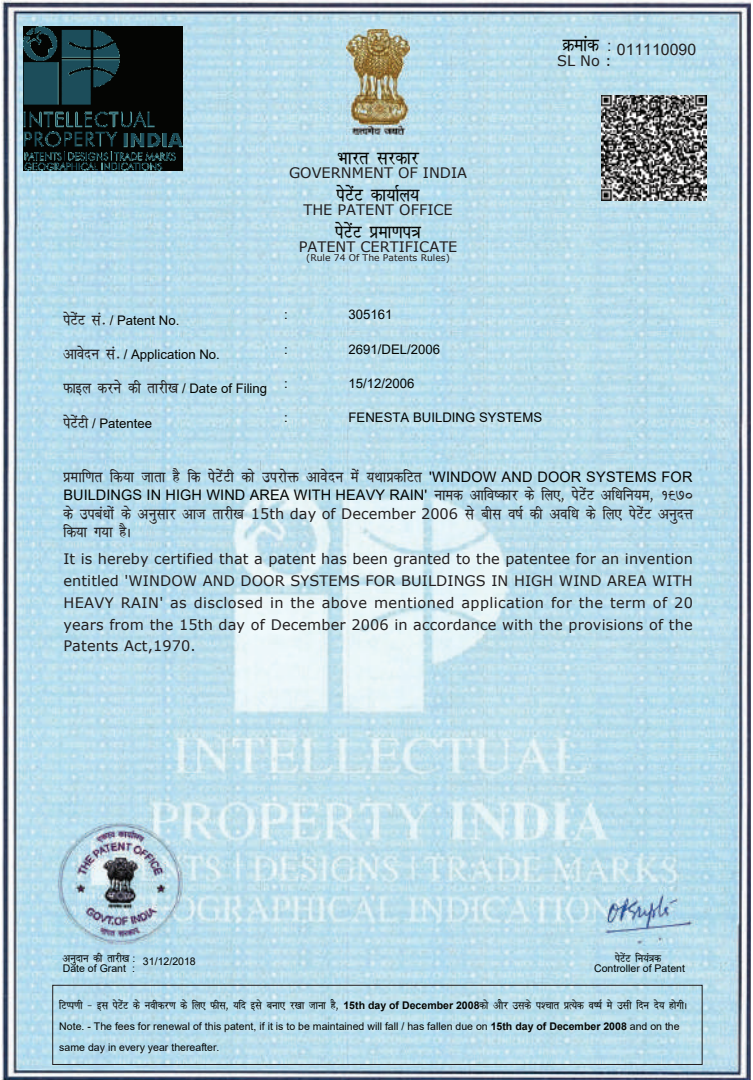 INTELLECTUAL
PROPERTY INDIA
PATENTS | DESIGNS | TRADE MARKS
GEOGRAPHICAL INDICATIONS
क्रमांक : 011110090
SL No :
सत्यमेव जयते
भारत सरकार
GOVERNMENT OF INDIA
पेटेंट कार्यालय
THE PATENT OFFICE
पेटेंट प्रमाणपत्र
PATENT CERTIFICATE
(Rule 74 Of The Patents Rules)
पेटेंट सं. / Patent No. : 305161
आवेदन सं. / Application No. : 2691/DEL/2006
फाइल करने की तारीख / Date of Filing : 15/12/2006
पेटेंटी / Patentee : FENESTA BUILDING SYSTEMS
प्रमाणित किया जाता है कि पेटेंटी को उपरोक्त आवेदन में यथाप्रकटित 'WINDOW AND DOOR SYSTEMS FOR
BUILDINGS IN HIGH WIND AREA WITH HEAVY RAIN' नामक आविष्कार के लिए, पेटेंट अधिनियम, १९७०
के उपबंधों के अनुसार आज तारीख 15th day of December 2006 से बीस वर्ष की अवधि के लिए पेटेंट अनुदत्त
किया गया है।
It is hereby certified that a patent has been granted to the patentee for an invention
entitled 'WINDOW AND DOOR SYSTEMS FOR BUILDINGS IN HIGH WIND AREA WITH
HEAVY RAIN' as disclosed in the above mentioned application for the term of 20
years from the 15th day of December 2006 in accordance with the provisions of the
Patents Act,1970.
INTELLECTUAL
PROPERTY INDIA
DESIGNS | TRADE MARKS
THE PATENT OFFICE
GOVT.OF INDIA
भारत सरकार
अनुदान की तारीख : 31/12/2018
Date of Grant :
पेटेंट नियंत्रक
Controller of Patent
टिप्पणी - इस पेटेंट के नवीकरण के लिए फीस, यदि इसे बनाए रखा जाना है, 15th day of December 2008को और उसके पश्चात प्रत्येक वर्ष मे उसी दिन देय होगी।
Note. - The fees for renewal of this patent, if it is to be maintained will fall / has fallen due on 15th day of December 2008 and on the
same day in every year thereafter.